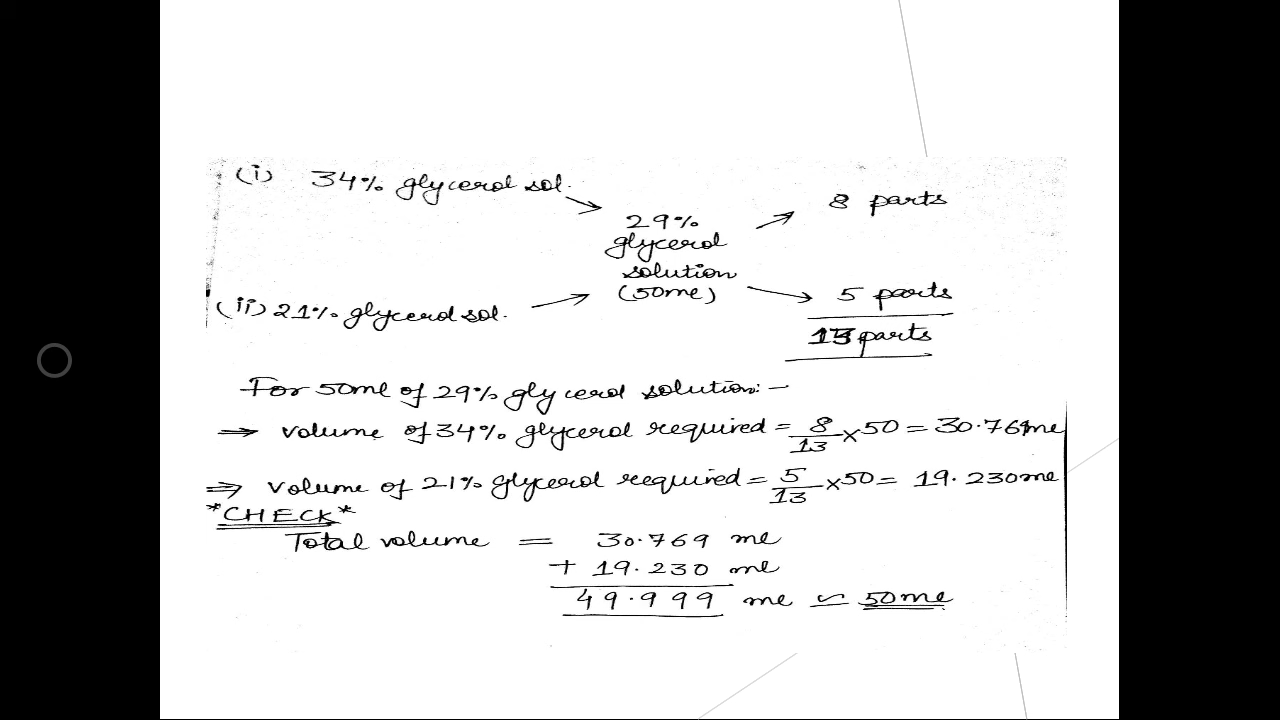 (i) 34% glycerol sol.
8 parts
29%
glycerol
solution
(50ml)
(ii) 21% glycerol sol.
5 parts
13 parts
For 50ml of 29% glycerol solution:-
⇒ volume of 34% glycerol required = 8/13 × 50 = 30.769ml
⇒ volume of 21% glycerol required = 5/13 × 50 = 19.230ml
*CHECK*
Total volume = 30.769 ml
+ 19.230 ml
49.999 ml ≃ 50ml